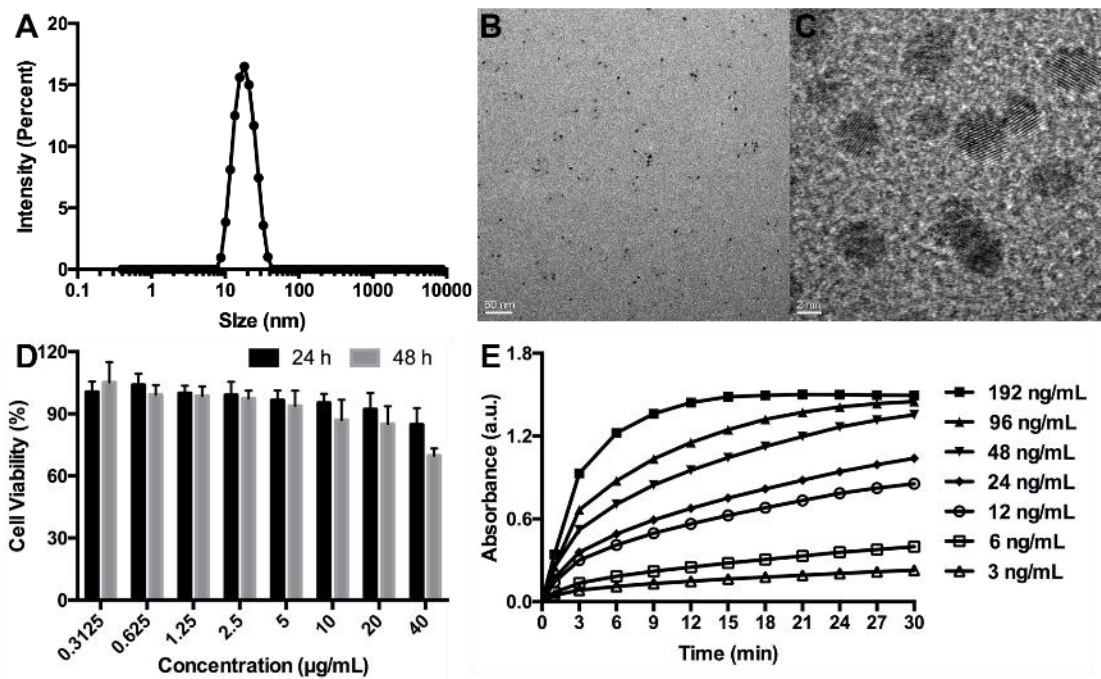 A
20
15
10
5
0
Intensity (Percent)
0.1 1 10 100 1000 10000
SIze (nm)
B
50 nm
C
2 nm
D
24 h 48 h
120
90
60
30
0
Cell Viability (%)
0.3125 0.625 1.25 2.5 5 10 20 40
Concentration (μg/mL)
E
1.8
1.2
0.6
0.0
Absorbance (a.u.)
0 3 6 9 12 15 18 21 24 27 30
Time (min)
192 ng/mL
96 ng/mL
48 ng/mL
24 ng/mL
12 ng/mL
6 ng/mL
3 ng/mL